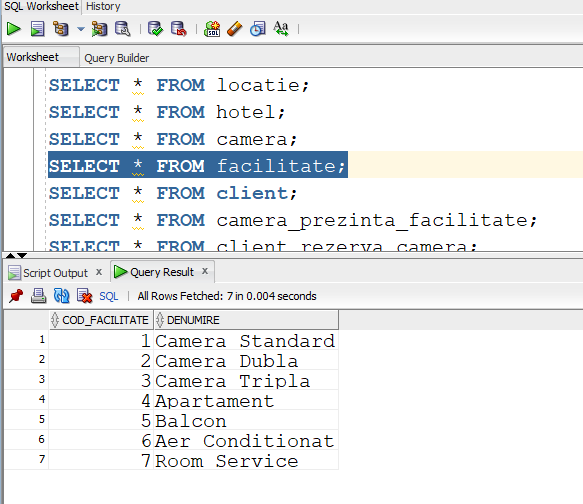 SQL Worksheet History
Worksheet Query Builder
SELECT * FROM locatie;
SELECT * FROM hotel;
SELECT * FROM camera;
SELECT * FROM facilitate;
SELECT * FROM client;
SELECT * FROM camera_prezinta_facilitate;
SELECT * FROM client_rezerva_camera;
Script Output x Query Result x
SQL | All Rows Fetched: 7 in 0.004 seconds
COD_FACILITATE DENUMIRE
1 1 Camera Standard
2 2 Camera Dubla
3 3 Camera Tripla
4 4 Apartament
5 5 Balcon
6 6 Aer Conditionat
7 7 Room Service